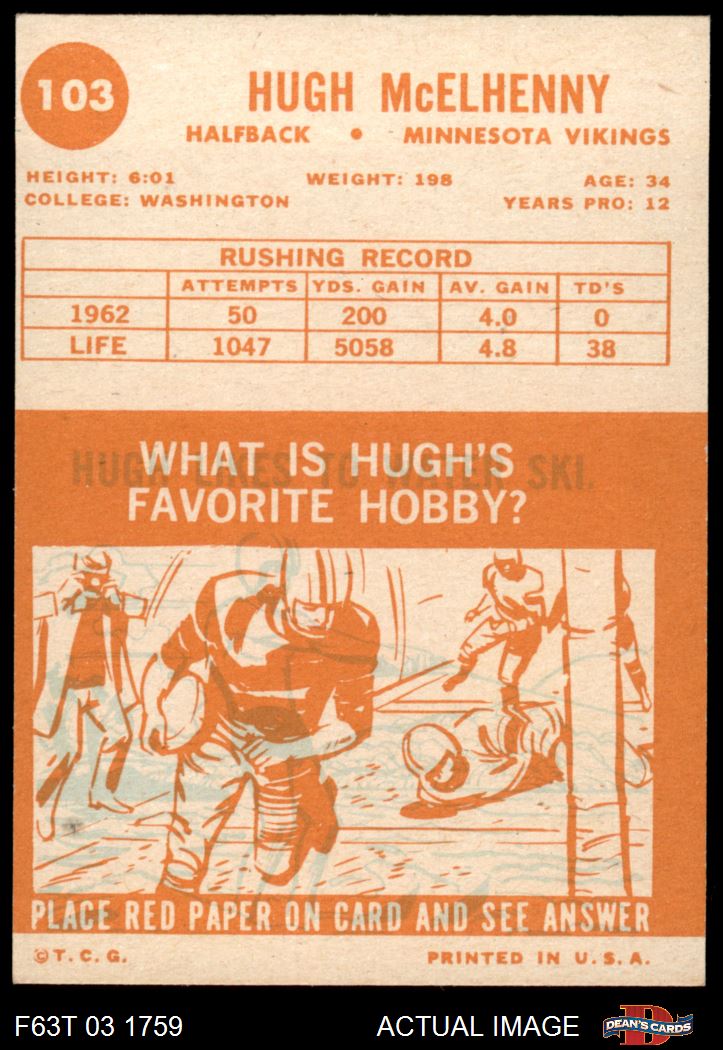 103
HUGH McELHENNY
HALFBACK • MINNESOTA VIKINGS
HEIGHT: 6:01 WEIGHT: 198 AGE: 34
COLLEGE: WASHINGTON YEARS PRO: 12
RUSHING RECORD
ATTEMPTS YDS. GAIN AV. GAIN TD'S
1962 50 200 4.0 0
LIFE 1047 5058 4.8 38
WHAT IS HUGH'S
HUGH LIKES TO WATER SKI.
FAVORITE HOBBY?
PLACE RED PAPER ON CARD AND SEE ANSWER
©T.C.G. PRINTED IN U.S.A.
F63T 03 1759 ACTUAL IMAGE DEAN'S CARDS